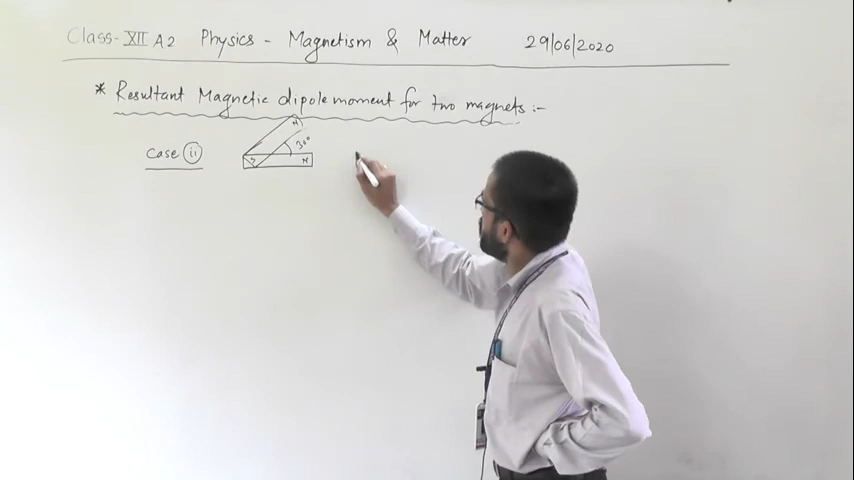 Class-XII A2 Physics - Magnetism & Matter 29/06/2020
* Resultant Magnetic dipole moment for two magnets :-
Case (ii)
N
30°
S
N